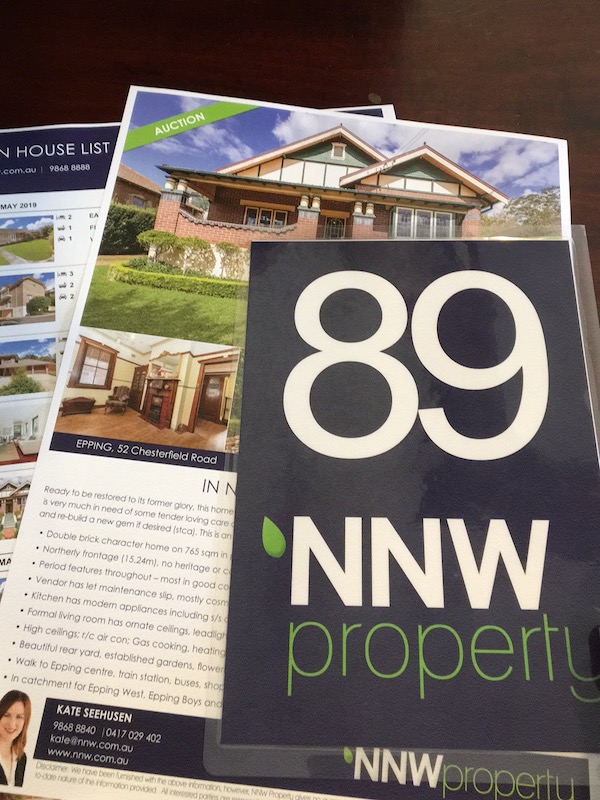 N HOUSE LIST
.com.au | 9868 8888
MAY 2019
2
1
1
3
2
2
AUCTION
EPPING, 52 Chesterfield Road
IN
Ready to be restored to its former glory, this home
is very much in need of some tender loving care
and re-build a new gem if desired (stca). This is an
• Double brick character home on 765 sqm in
• Northerly frontage (15.24m), no heritage or
• Period features throughout – most in good
• Vendor has let maintenance slip, mostly
• Kitchen has modern appliances including s/s
• Formal living room has ornate ceilings,
• High ceilings; r/c air con; Gas cooking, heating
• Beautiful rear yard, established gardens,
• Walk to Epping centre, train station, buses,
• In catchment for Epping West, Epping Boys and
KATE SEEHUSEN
9868 8840 | 0417 029 402
kate@nnw.com.au
www.nnw.com.au
Disclaimer: We have been furnished with the above information, however, NNW Property gives
to-date nature of the information provided. All interested parties are
89
NNW
property
NNWproperty